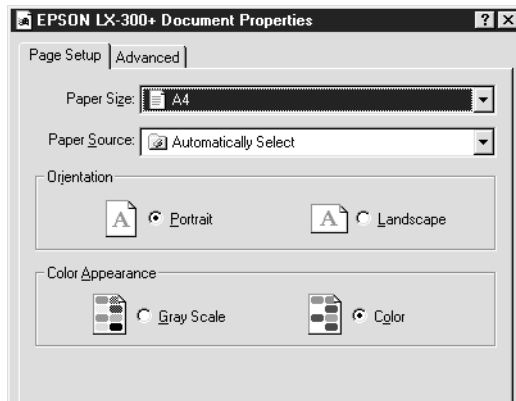 EPSON LX-300+ Document Properties
Page Setup Advanced
Paper Size: A4
Paper Source: Automatically Select
Orientation
A Portrait A Landscape
Color Appearance
Gray Scale Color